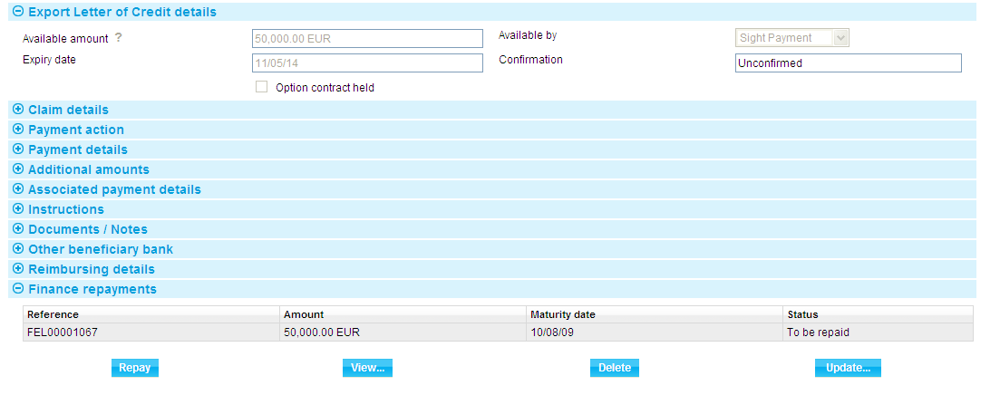 Export Letter of Credit details
Available amount ? 50,000.00 EUR Available by Sight Payment
Expiry date 11/05/14 Confirmation Unconfirmed
Option contract held
Claim details
Payment action
Payment details
Additional amounts
Associated payment details
Instructions
Documents / Notes
Other beneficiary bank
Reimbursing details
Finance repayments
Reference Amount Maturity date Status
FEL00001067 50,000.00 EUR 10/08/09 To be repaid
Repay View... Delete Update...